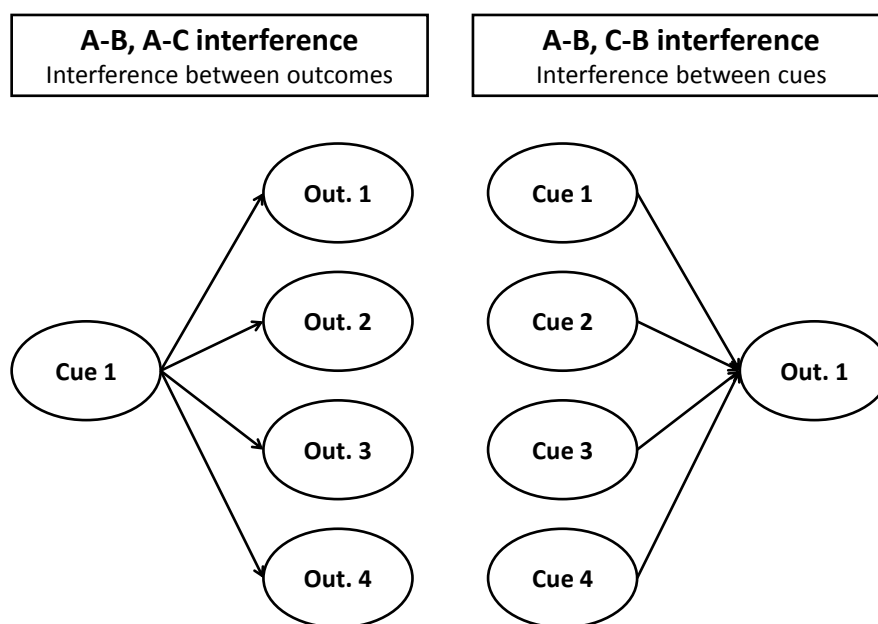 A-B, A-C interference
Interference between outcomes
Out. 1
Out. 2
Cue 1
Out. 3
Out. 4
A-B, C-B interference
Interference between cues
Cue 1
Cue 2
Out. 1
Cue 3
Cue 4